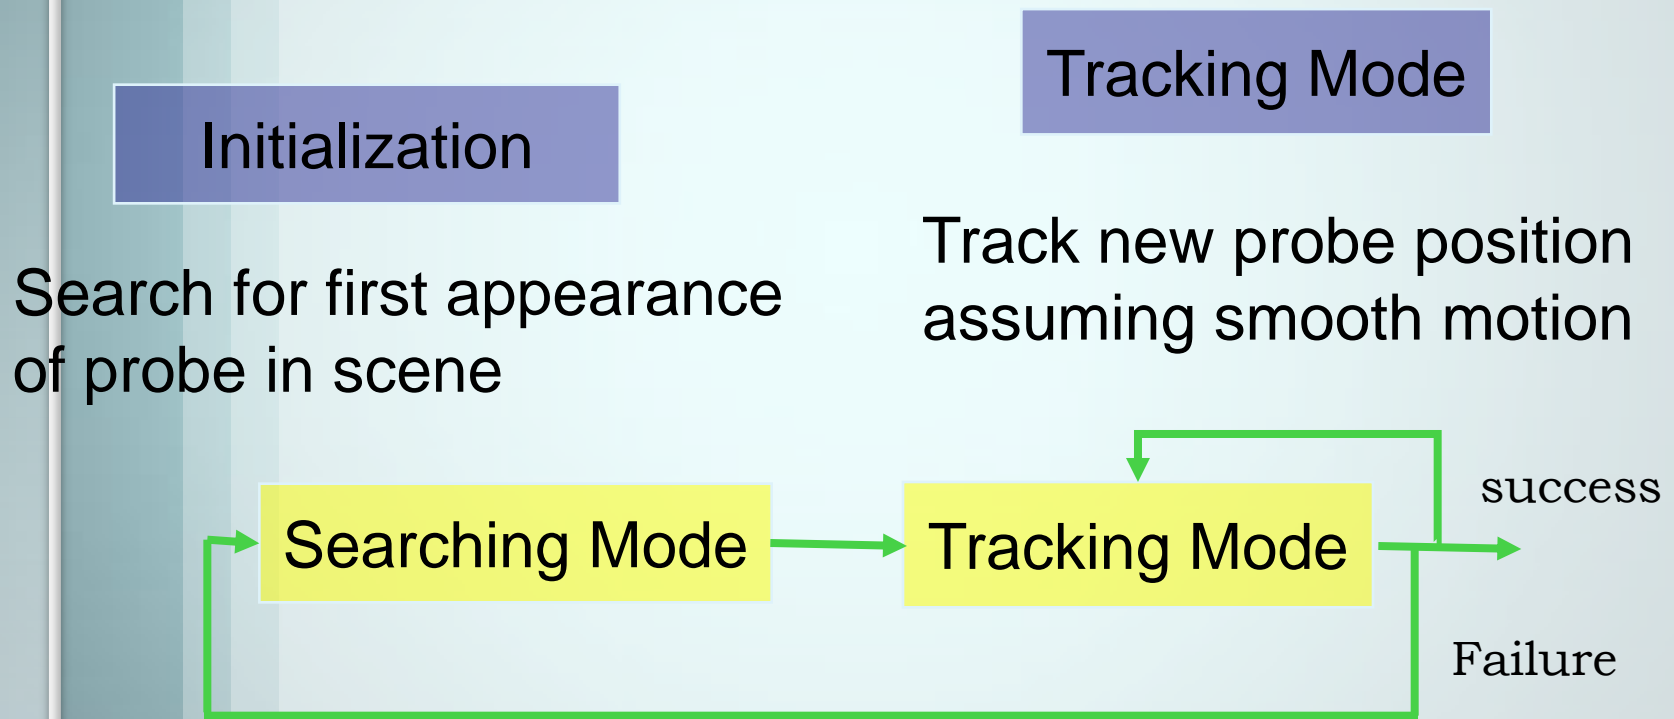 Initialization
Search for first appearance
of probe in scene
Tracking Mode
Track new probe position
assuming smooth motion
Searching Mode
Tracking Mode
success
Failure